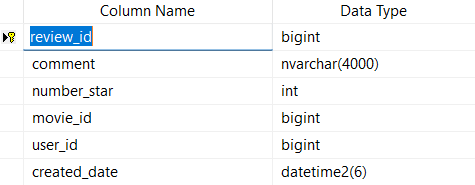 Column Name Data Type
review_id bigint
comment nvarchar(4000)
number_star int
movie_id bigint
user_id bigint
created_date datetime2(6)